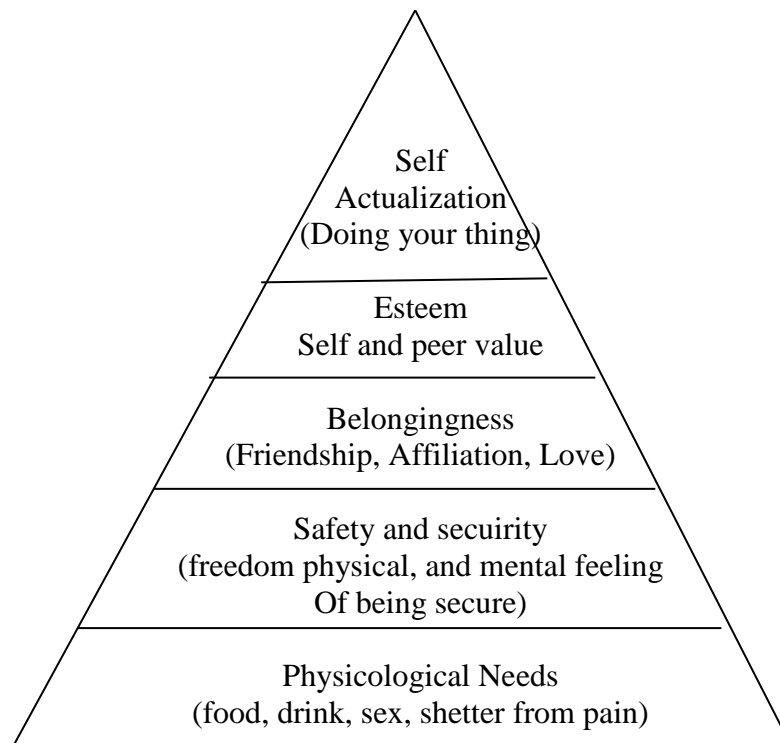 Self
Actualization
(Doing your thing)
Esteem
Self and peer value
Belongingness
(Friendship, Affiliation, Love)
Safety and secuirity
(freedom physical, and mental feeling
Of being secure)
Physicological Needs
(food, drink, sex, shetter from pain)